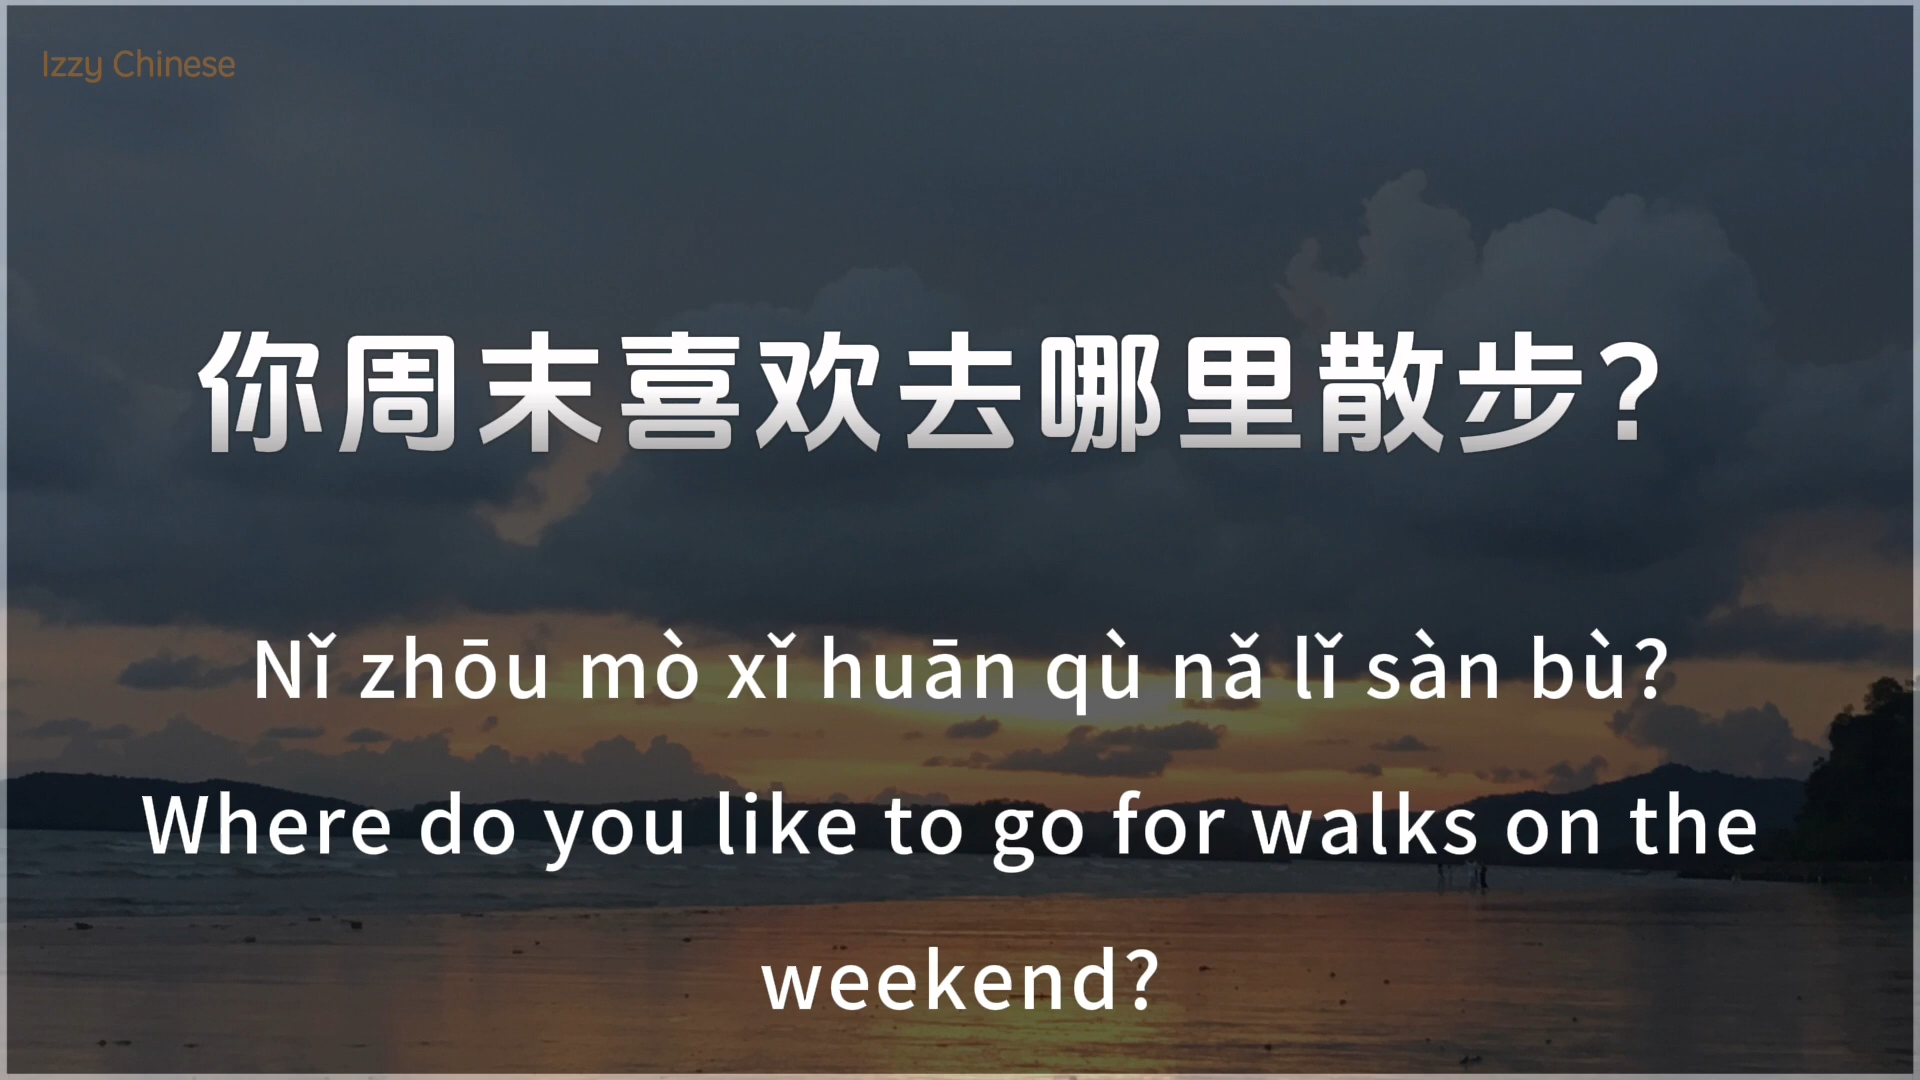 Izzy Chinese
你周末喜欢去哪里散步？
Nǐ zhōu mò xǐ huān qù nǎ lǐ sàn bù?
Where do you like to go for walks on the
weekend?